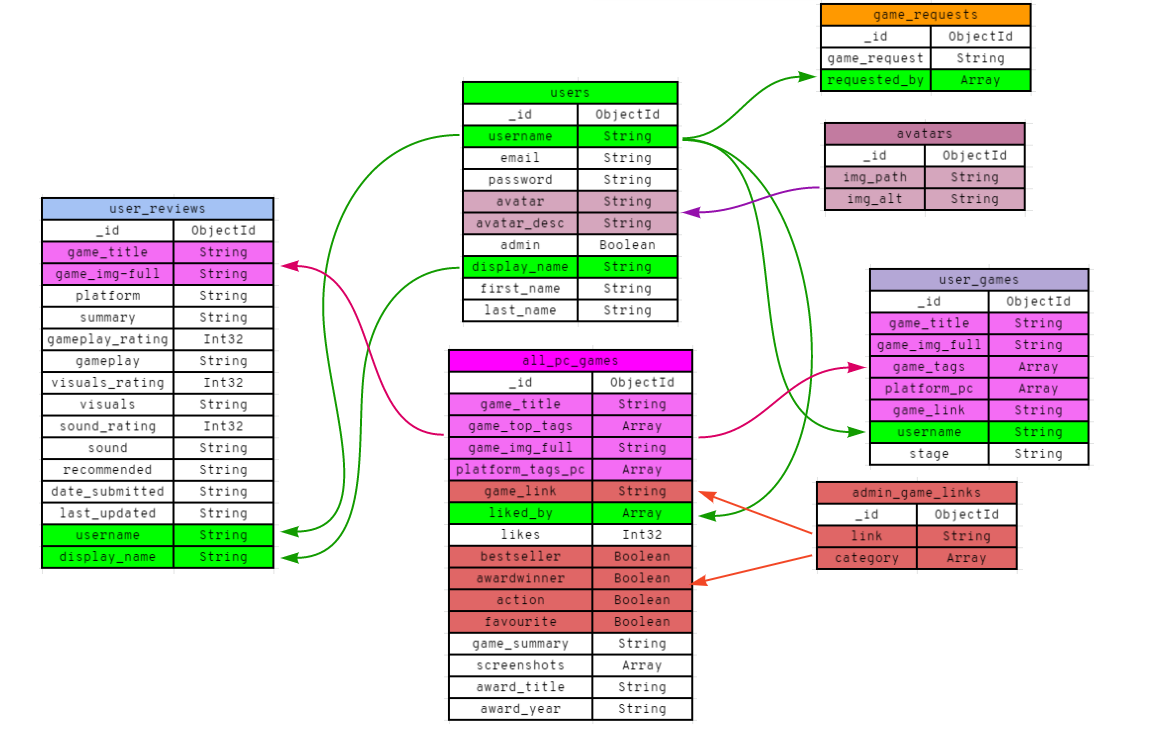 game_requests
_id ObjectId
game_request String
requested_by Array
users
_id ObjectId
username String
email String
password String
avatar String
avatar_desc String
admin Boolean
display_name String
first_name String
last_name String
avatars
_id ObjectId
img_path String
img_alt String
user_reviews
_id ObjectId
game_title String
game_img-full String
platform String
summary String
gameplay_rating Int32
gameplay String
visuals_rating Int32
visuals String
sound_rating Int32
sound String
recommended String
date_submitted String
last_updated String
username String
display_name String
user_games
_id ObjectId
game_title String
game_img_full String
game_tags Array
platform_pc Array
game_link String
username String
stage String
all_pc_games
_id ObjectId
game_title String
game_top_tags Array
game_img_full String
platform_tags_pc Array
game_link String
liked_by Array
likes Int32
bestseller Boolean
awardwinner Boolean
action Boolean
favourite Boolean
game_summary String
screenshots Array
award_title String
award_year String
admin_game_links
_id ObjectId
link String
category Array